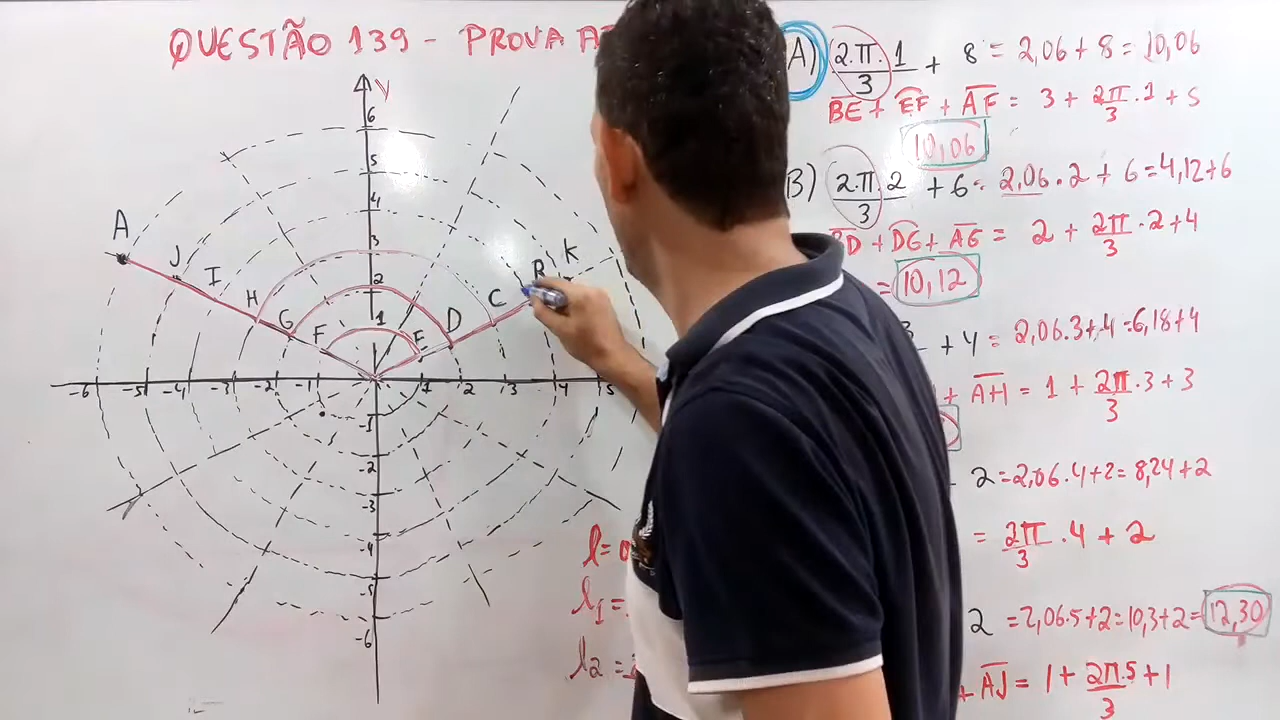 QUESTÃO 139 - PROVA
Y
6
5
4
3
2
1
A
J
I
H
G
F
E
D
C
K
-6 -5 -4 -3 -2 -1 1 2 3 4 5
-1
-2
-3
-4
-5
-6
l=
l1=
l2=
A) 2.π.1/3 + 8 = 2,06 + 8 = 10,06
BE + EF + AF = 3 + 2π/3 . 1 + 5
10,06
B) 2.π.2/3 + 6 = 2,06.2 + 6 = 4,12+6
BD + DG + AG = 2 + 2π/3 . 2 + 4
= 10,12
+ 4 = 2,06.3+4 = 6,18+4
+ AH = 1 + 2π/3 . 3 + 3
2 = 2,06.4+2 = 8,24+2
= 2π/3 . 4 + 2
2 = 2,06.5+2 = 10,3+2 = 12,30
+ AJ = 1 + 2π.5/3 + 1